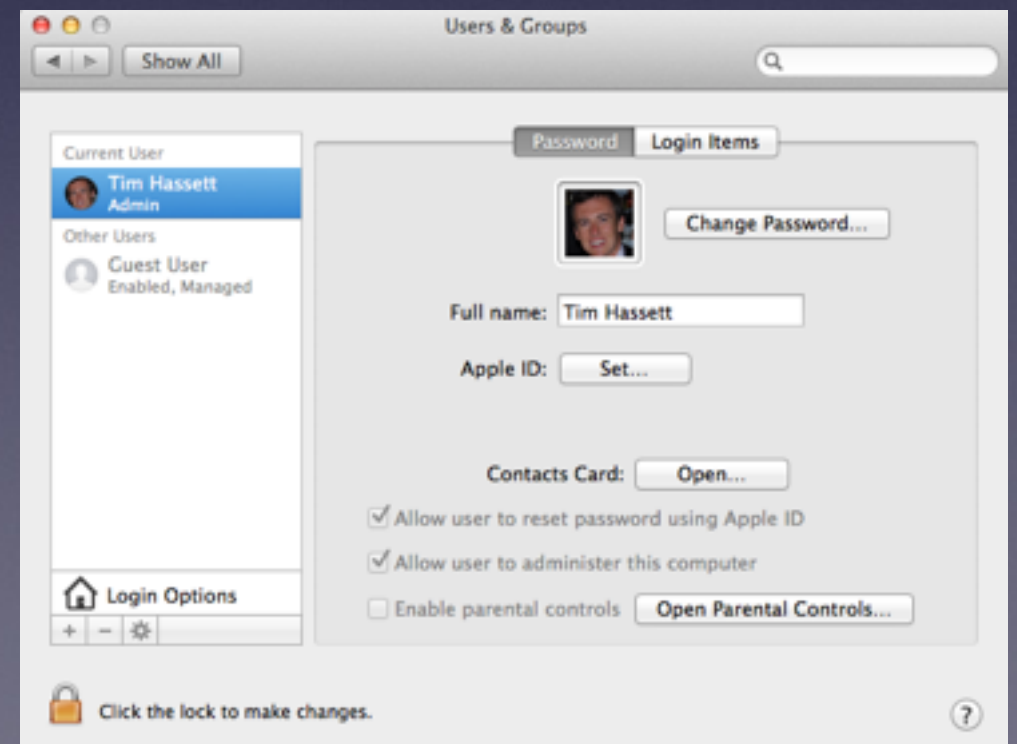 Users & Groups
Show All
Current User
Tim Hassett
Admin
Other Users
Guest User
Enabled, Managed
Login Options
+ −
Password Login Items
Change Password...
Full name: Tim Hassett
Apple ID: Set...
Contacts Card: Open...
Allow user to reset password using Apple ID
Allow user to administer this computer
Enable parental controls Open Parental Controls...
Click the lock to make changes.
?